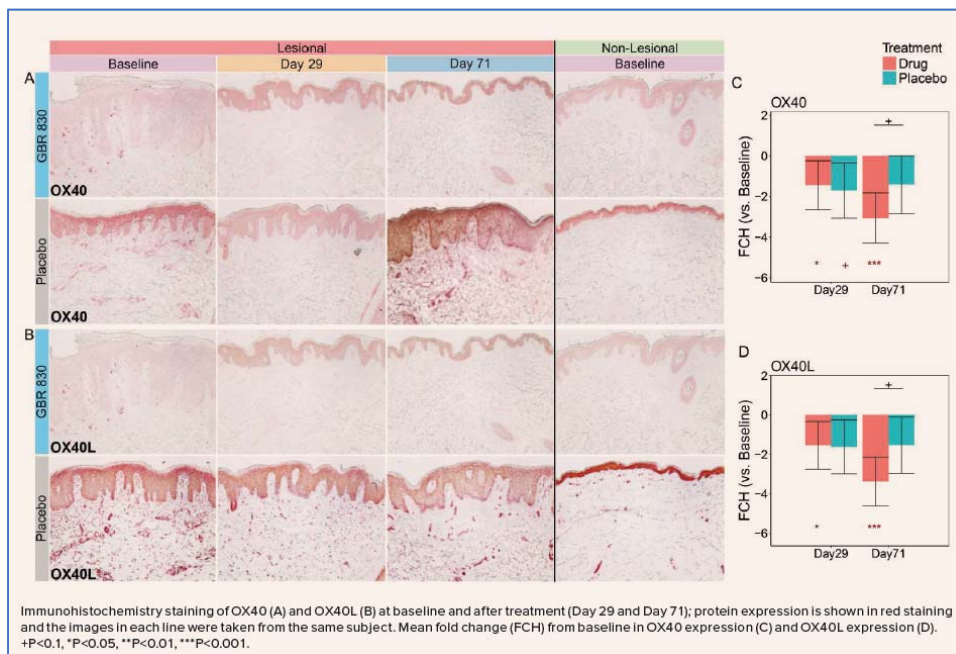 Lesional
Non-Lesional
Baseline
Day 29
Day 71
Baseline
A
GBR 830
OX40
Placebo
OX40
B
GBR 830
OX40L
Placebo
OX40L
Treatment
Drug
Placebo
C
OX40
FCH (vs. Baseline)
2
0
−2
−4
−6
+
*
+
***
Day29
Day71
D
OX40L
FCH (vs. Baseline)
2
0
−2
−4
−6
+
*
***
Day29
Day71
Immunohistochemistry staining of OX40 (A) and OX40L (B) at baseline and after treatment (Day 29 and Day 71); protein expression is shown in red staining
and the images in each line were taken from the same subject. Mean fold change (FCH) from baseline in OX40 expression (C) and OX40L expression (D).
+P<0.1, *P<0.05, **P<0.01, ***P<0.001.